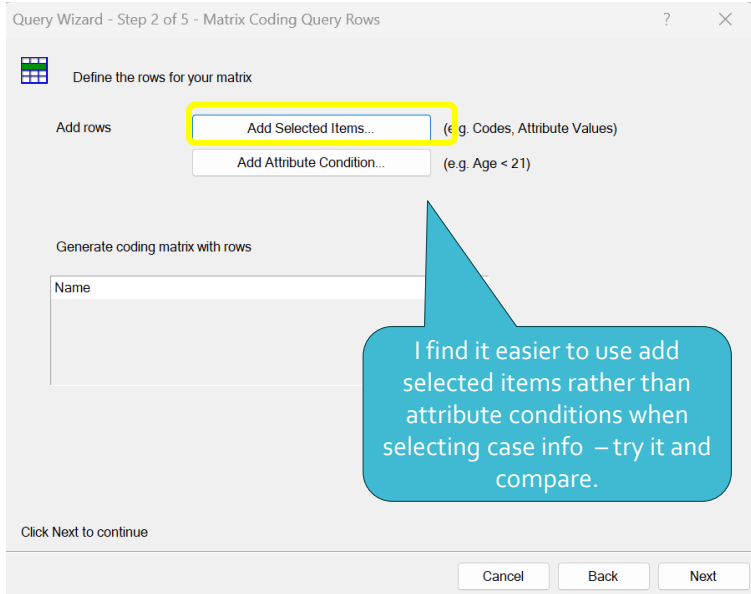 Query Wizard - Step 2 of 5 - Matrix Coding Query Rows ?
Define the rows for your matrix
Add rows
Add Selected Items...
(e.g. Codes, Attribute Values)
Add Attribute Condition...
(e.g. Age < 21)
Generate coding matrix with rows
Name
I find it easier to use add
selected items rather than
attribute conditions when
selecting case info – try it and
compare.
Click Next to continue
Cancel
Back
Next